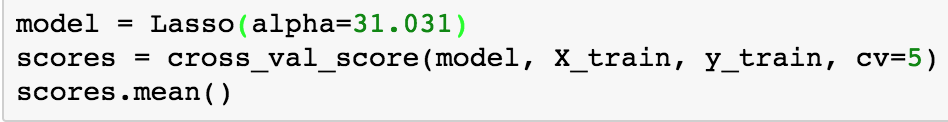 model = Lasso(alpha=31.031)
scores = cross_val_score(model, X_train, y_train, cv=5)
scores.mean()